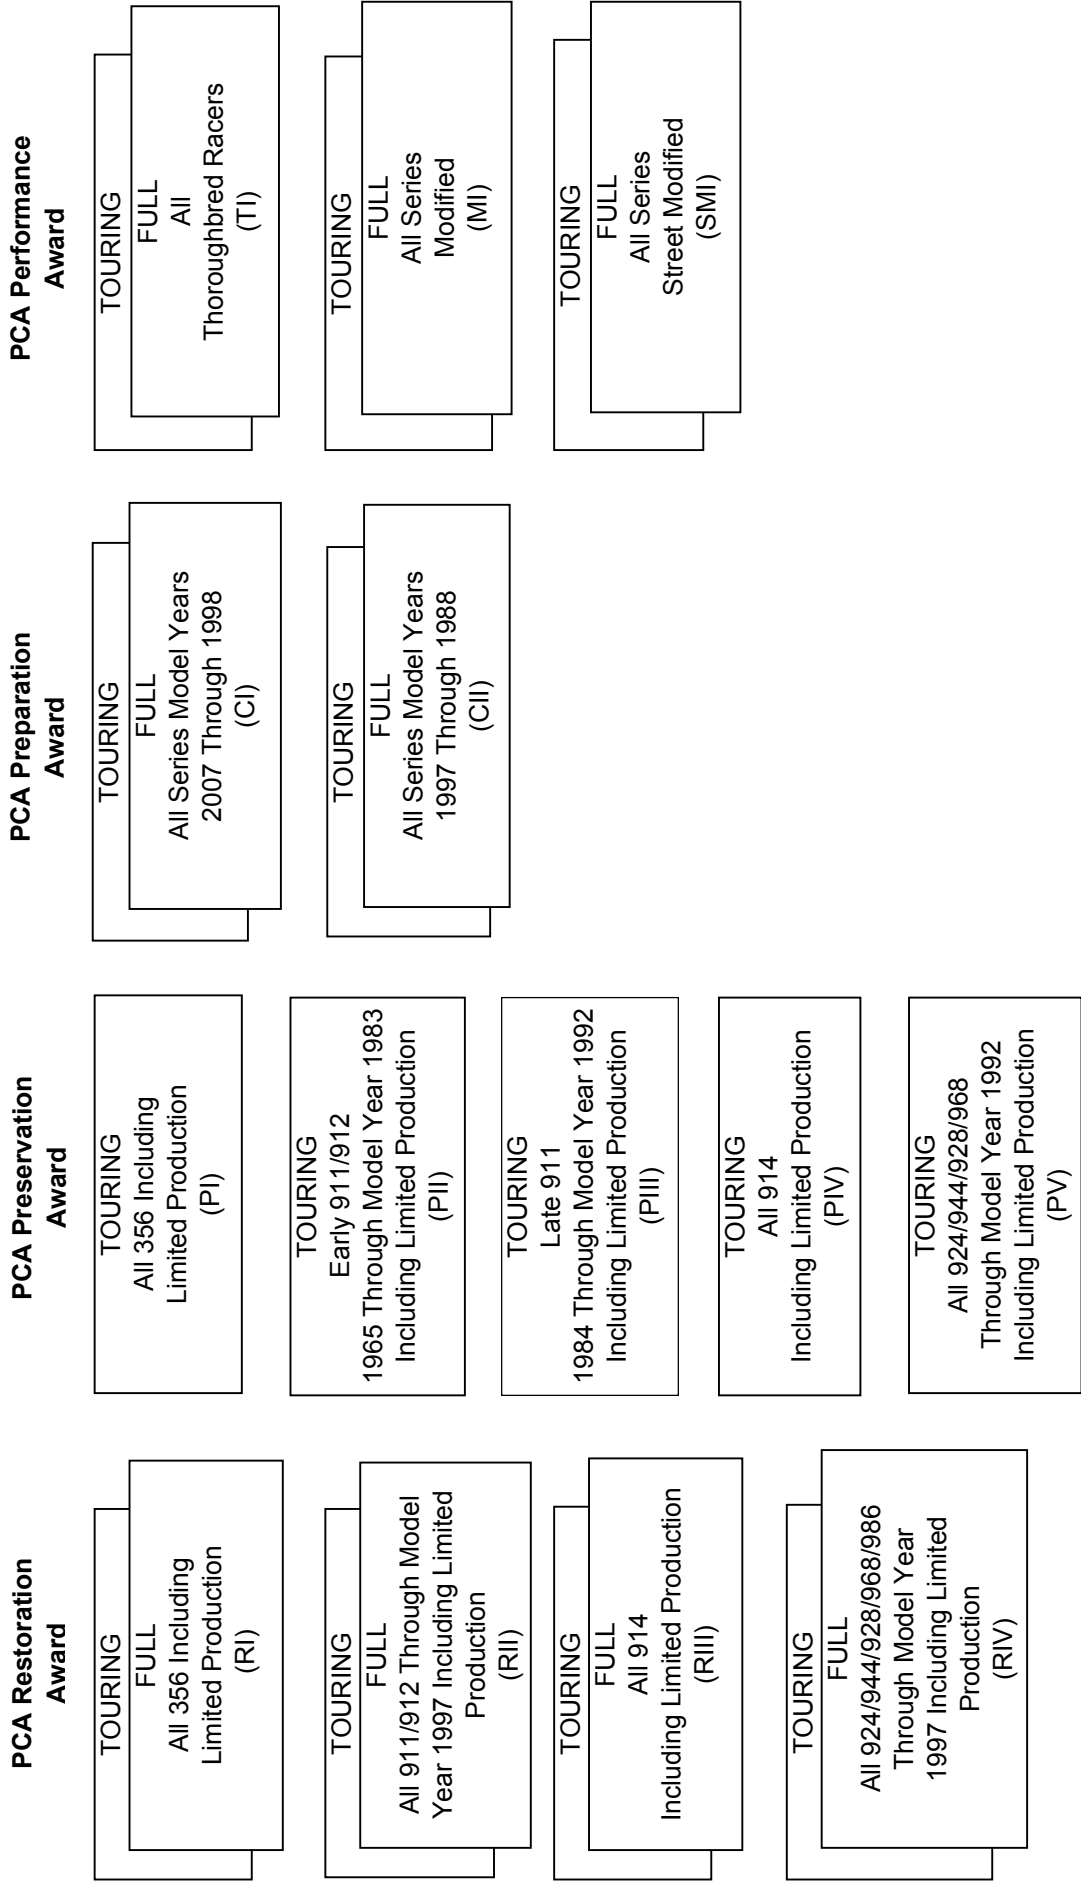 PCA Restoration
Award
TOURING
FULL
All 356 Including
Limited Production
(RI)
TOURING
FULL
All 911/912 Through Model
Year 1997 Including Limited
Production
(RII)
TOURING
FULL
All 914
Including Limited Production
(RIII)
TOURING
FULL
All 924/944/928/968/986
Through Model Year
1997 Including Limited
Production
(RIV)
PCA Preservation
Award
TOURING
All 356 Including
Limited Production
(PI)
TOURING
Early 911/912
1965 Through Model Year 1983
Including Limited Production
(PII)
TOURING
Late 911
1984 Through Model Year 1992
Including Limited Production
(PIII)
TOURING
All 914
Including Limited Production
(PIV)
TOURING
All 924/944/928/968
Through Model Year 1992
Including Limited Production
(PV)
PCA Preparation
Award
TOURING
FULL
All Series Model Years
2007 Through 1998
(CI)
TOURING
FULL
All Series Model Years
1997 Through 1988
(CII)
PCA Performance
Award
TOURING
FULL
All
Thoroughbred Racers
(TI)
TOURING
FULL
All Series
Modified
(MI)
TOURING
FULL
All Series
Street Modified
(SMI)